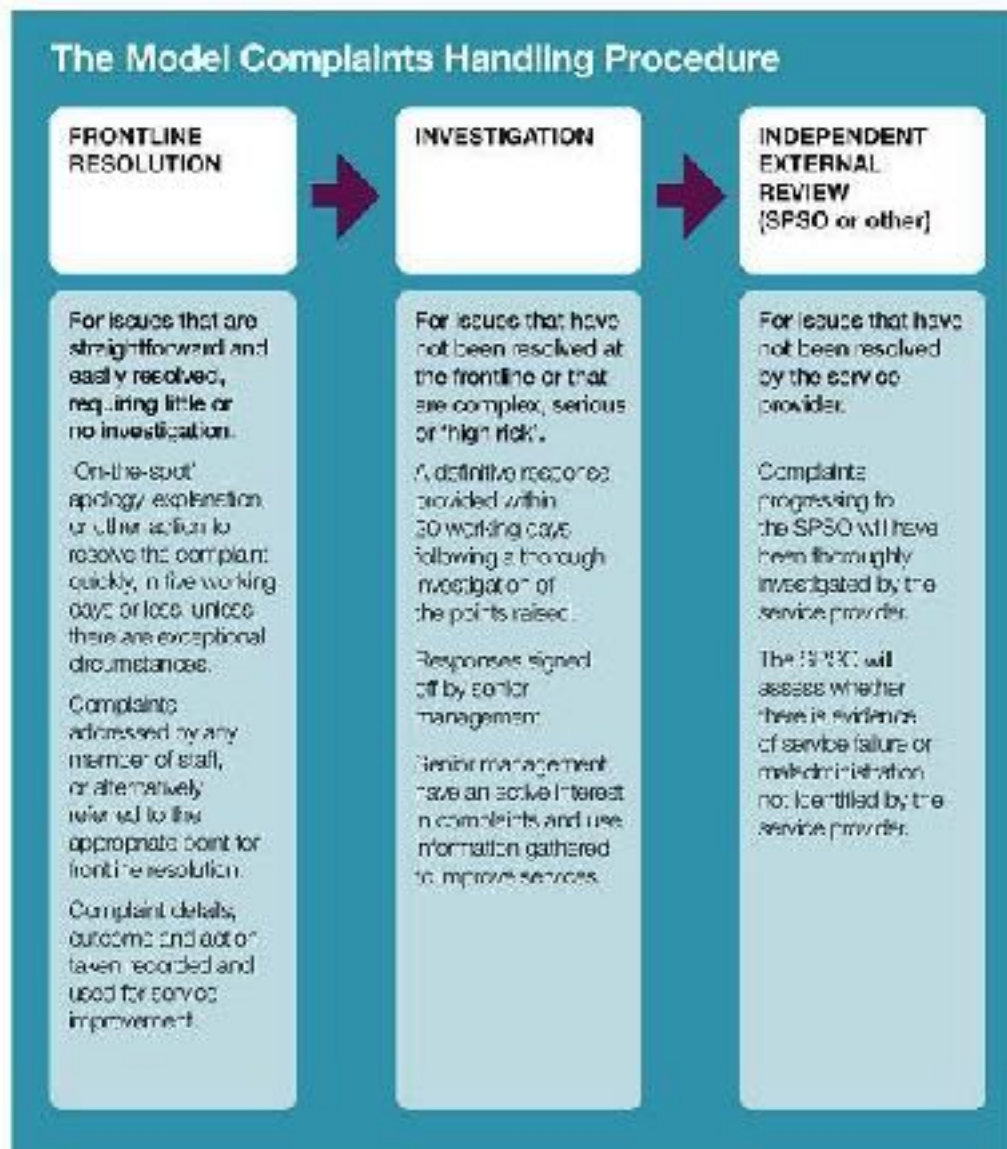 The Model Complaints Handling Procedure
FRONTLINE
RESOLUTION
For issues that are
straightforward and
easily resolved,
requiring little or
no investigation.
'On-the-spot'
apology, explanation,
or other action to
resolve the complaint
quickly, in five working
days or less, unless
there are exceptional
circumstances.
Complaints
addressed by any
member of staff,
or alternatively
referred to the
appropriate point for
frontline resolution.
Complaint details,
outcome and action
taken recorded and
used for service
improvement.
INVESTIGATION
For issues that have
not been resolved at
the frontline or that
are complex, serious
or 'high risk'.
A definitive response
provided within
20 working days
following a thorough
investigation of
the points raised.
Responses signed
off by senior
management.
Senior management
have an active interest
in complaints and use
information gathered
to improve services.
INDEPENDENT
EXTERNAL
REVIEW
(SPSO or other)
For issues that have
not been resolved
by the service
provider.
Complaints
progressing to
the SPSO will have
been thoroughly
investigated by the
service provider.
The SPSO will
assess whether
there is evidence
of service failure or
maladministration
not identified by the
service provider.